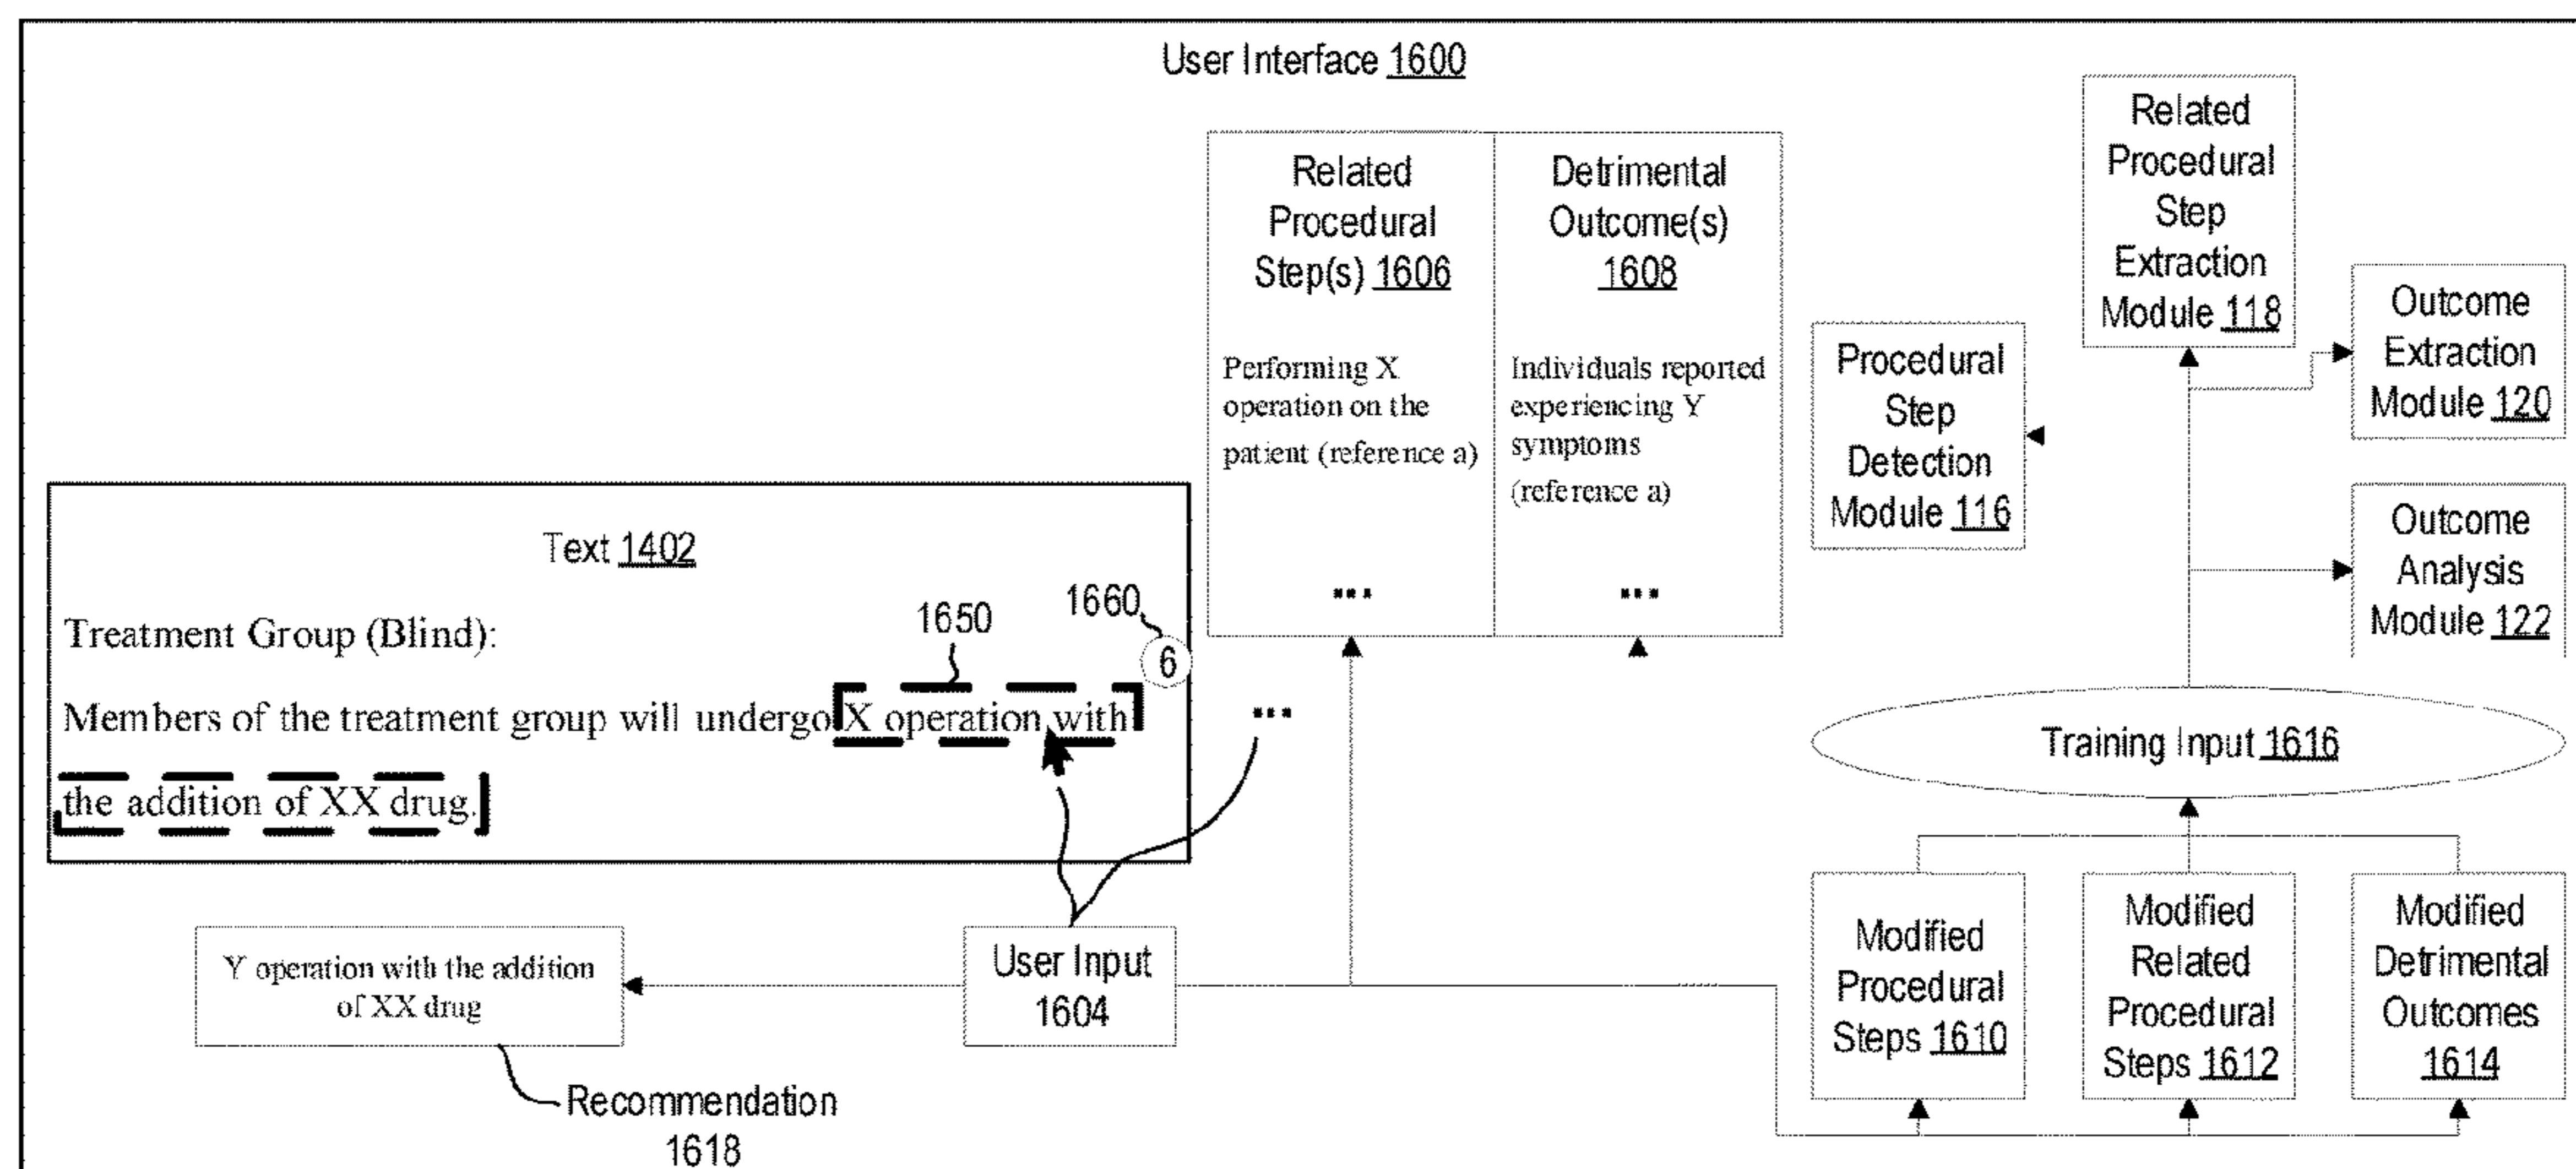 User Interface 1600
Related
Procedural
Step(s) 1606
Performing X
operation on the
patient (reference a)
...
Detrimental
Outcome(s)
1608
Individuals reported
experiencing Y
symptoms
(reference a)
...
Procedural
Step
Detection
Module 116
Related
Procedural
Step
Extraction
Module 118
Outcome
Extraction
Module 120
Outcome
Analysis
Module 122
Text 1402
1650
1660
6
Treatment Group (Blind):
Members of the treatment group will undergo X operation with
the addition of XX drug.
...
Training Input 1616
Y operation with the addition
of XX drug
Recommendation
1618
User Input
1604
Modified
Procedural
Steps 1610
Modified
Related
Procedural
Steps 1612
Modified
Detrimental
Outcomes
1614